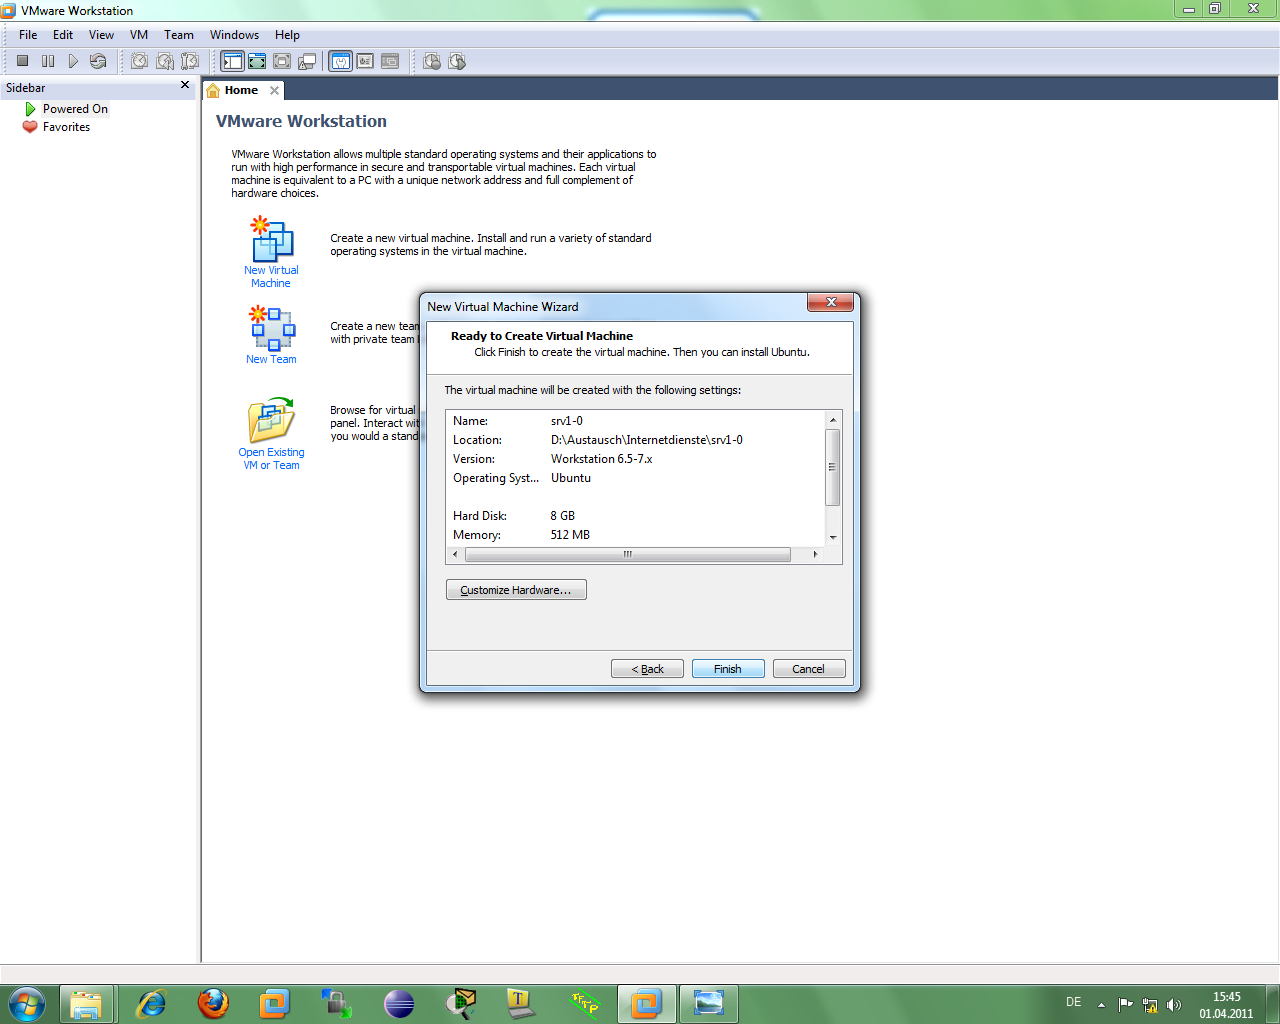 VMware Workstation
File Edit View VM Team Windows Help
Sidebar
Powered On
Favorites
Home
VMware Workstation
VMware Workstation allows multiple standard operating systems and their applications to
run with high performance in secure and transportable virtual machines. Each virtual
machine is equivalent to a PC with a unique network address and full complement of
hardware choices.
New Virtual
Machine
Create a new virtual machine. Install and run a variety of standard
operating systems in the virtual machine.
New Team
Create a new team
with private team
Open Existing
VM or Team
Browse for virtual
panel. Interact wit
you would a stand
New Virtual Machine Wizard
Ready to Create Virtual Machine
Click Finish to create the virtual machine. Then you can install Ubuntu.
The virtual machine will be created with the following settings:
Name: srv1-0
Location: D:\Austausch\Internetdienste\srv1-0
Version: Workstation 6.5-7.x
Operating Syst... Ubuntu
Hard Disk: 8 GB
Memory: 512 MB
Customize Hardware...
< Back Finish Cancel
DE
15:45
01.04.2011